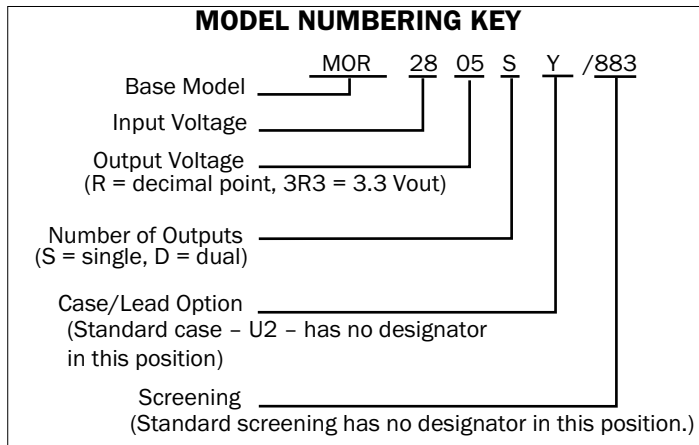 MODEL NUMBERING KEY
MOR 28 05 S Y /883
Base Model
Input Voltage
Output Voltage
(R = decimal point, 3R3 = 3.3 Vout)
Number of Outputs
(S = single, D = dual)
Case/Lead Option
(Standard case – U2 – has no designator
in this position)
Screening
(Standard screening has no designator in this position.)